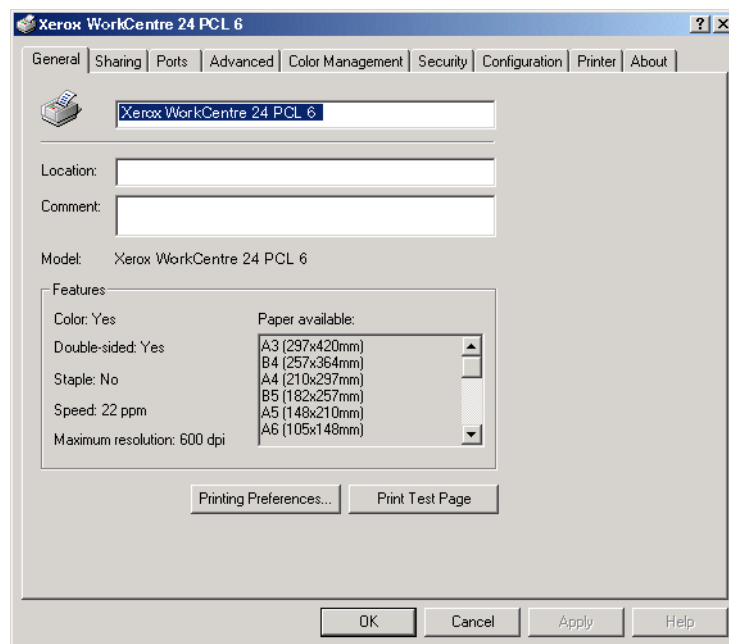 Xerox WorkCentre 24 PCL 6
General Sharing Ports Advanced Color Management Security Configuration Printer About
Xerox WorkCentre 24 PCL 6
Location:
Comment:
Model: Xerox WorkCentre 24 PCL 6
Features
Color: Yes
Double-sided: Yes
Staple: No
Speed: 22 ppm
Maximum resolution: 600 dpi
Paper available:
A3 (297x420mm)
B4 (257x364mm)
A4 (210x297mm)
B5 (182x257mm)
A5 (148x210mm)
A6 (105x148mm)
Printing Preferences... Print Test Page
OK Cancel Apply Help